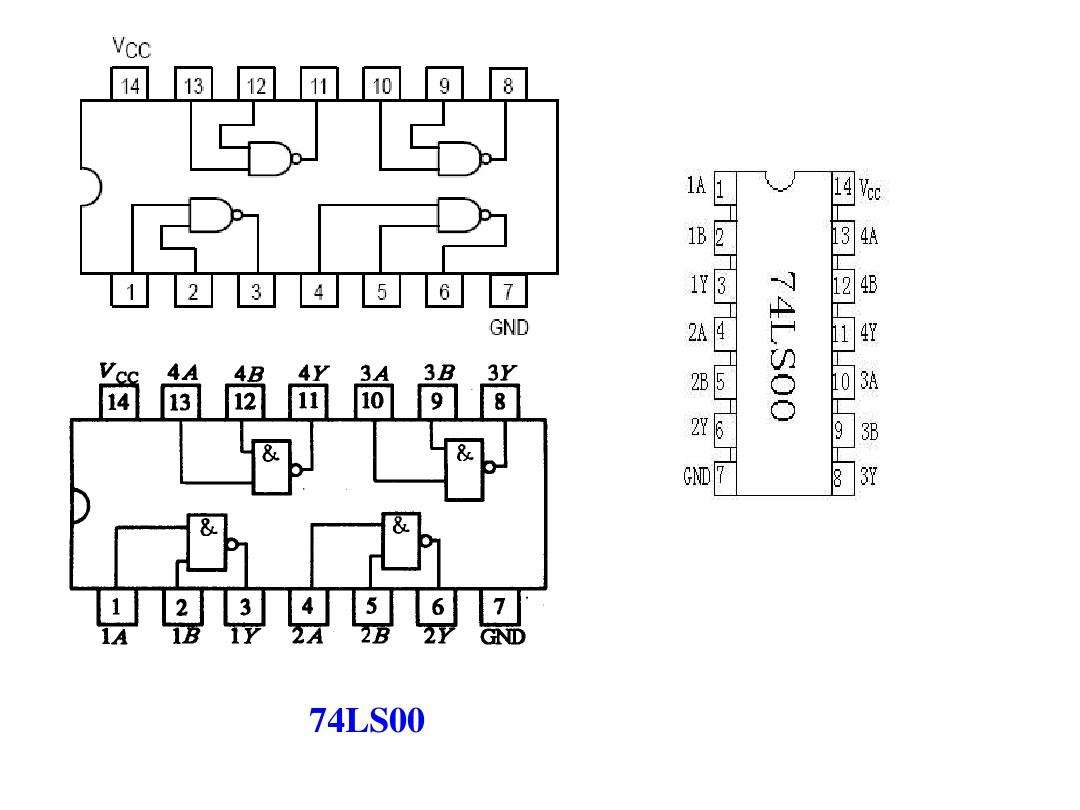 VCC
14 13 12 11 10 9 8
1 2 3 4 5 6 7
GND
VCC 4A 4B 4Y 3A 3B 3Y
14 13 12 11 10 9 8
& &
& &
1 2 3 4 5 6 7
1A 1B 1Y 2A 2B 2Y GND
1A 1 14 VCC
1B 2 13 4A
1Y 3 12 4B
2A 4 11 4Y
2B 5 10 3A
2Y 6 9 3B
GND 7 8 3Y
74LS00
74LS00